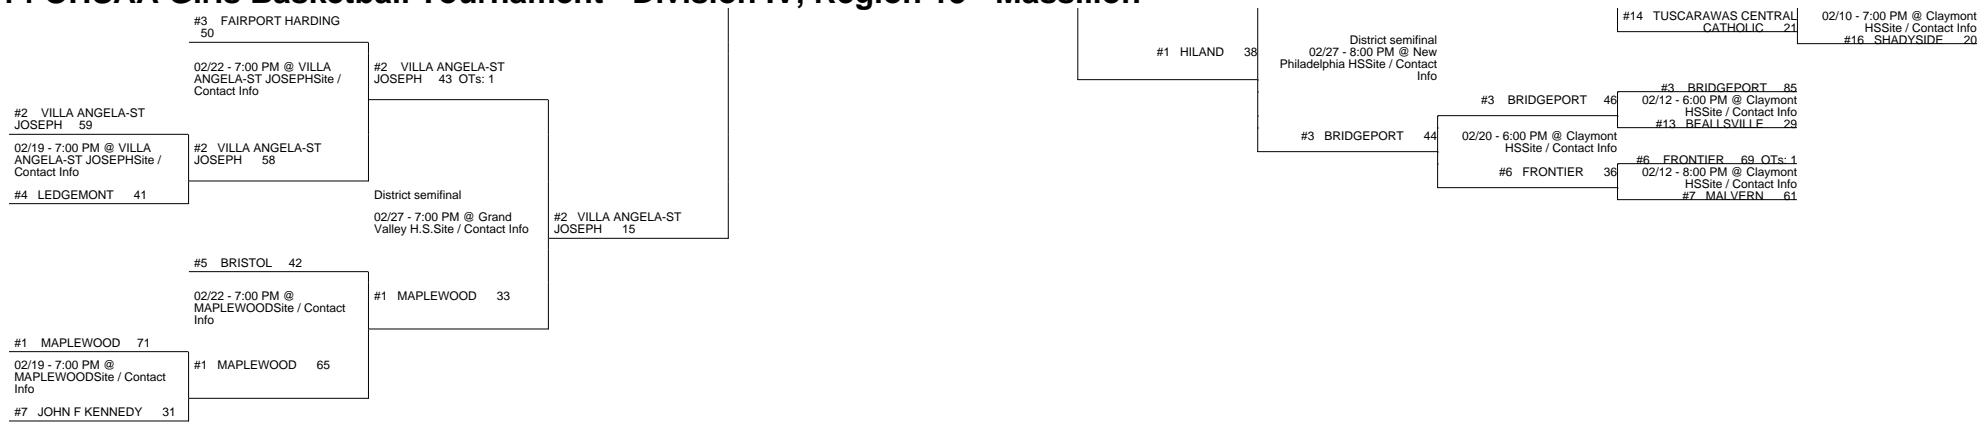 OHSAA Girls Basketball Tournament - Division IV, Region 13 - Massillon
#3 FAIRPORT HARDING
50
02/22 - 7:00 PM @ VILLA
ANGELA-ST JOSEPHSite /
Contact Info
#2 VILLA ANGELA-ST
JOSEPH 43 OTs: 1
#2 VILLA ANGELA-ST
JOSEPH 59
02/19 - 7:00 PM @ VILLA
ANGELA-ST JOSEPHSite /
Contact Info
#4 LEDGEMONT 41
#2 VILLA ANGELA-ST
JOSEPH 58
District semifinal
02/27 - 7:00 PM @ Grand
Valley H.S.Site / Contact Info
#2 VILLA ANGELA-ST
JOSEPH 15
#5 BRISTOL 42
02/22 - 7:00 PM @
MAPLEWOODSite / Contact
Info
#1 MAPLEWOOD 33
#1 MAPLEWOOD 71
02/19 - 7:00 PM @
MAPLEWOODSite / Contact
Info
#7 JOHN F KENNEDY 31
#1 MAPLEWOOD 65
#1 HILAND 38
District semifinal
02/27 - 8:00 PM @ New
Philadelphia HSSite / Contact
Info
#3 BRIDGEPORT 44
#3 BRIDGEPORT 46
02/20 - 6:00 PM @ Claymont
HSSite / Contact Info
#6 FRONTIER 36
#14 TUSCARAWAS CENTRAL
CATHOLIC 21
02/10 - 7:00 PM @ Claymont
HSSite / Contact Info
#16 SHADYSIDE 20
#3 BRIDGEPORT 85
02/12 - 6:00 PM @ Claymont
HSSite / Contact Info
#13 BEALLSVILLE 29
#6 FRONTIER 69 OTs: 1
02/12 - 8:00 PM @ Claymont
HSSite / Contact Info
#7 MALVERN 61